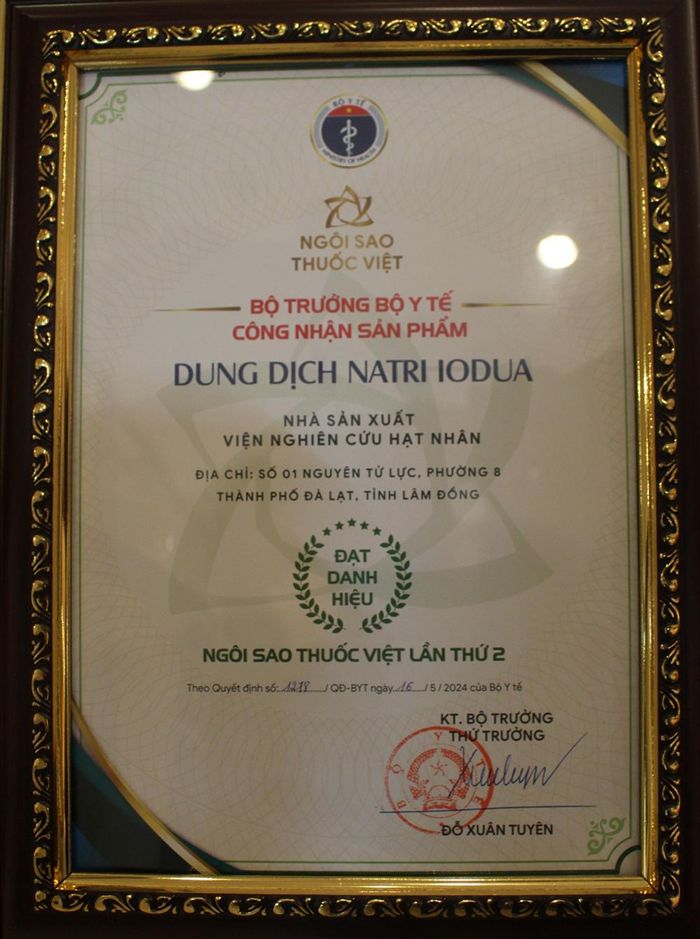 BỘ Y TẾ
MINISTRY OF HEALTH
NGÔI SAO
THUỐC VIỆT
BỘ TRƯỞNG BỘ Y TẾ
CÔNG NHẬN SẢN PHẨM
DUNG DỊCH NATRI IODUA
NHÀ SẢN XUẤT
VIỆN NGHIÊN CỨU HẠT NHÂN
ĐỊA CHỈ: SỐ 01 NGUYÊN TỬ LỰC, PHƯỜNG 8
THÀNH PHỐ ĐÀ LẠT, TỈNH LÂM ĐỒNG
ĐẠT
DANH
HIỆU
NGÔI SAO THUỐC VIỆT LẦN THỨ 2
Theo Quyết định số: 1278 / QĐ-BYT ngày 16 / 5 / 2024 của Bộ Y tế
KT. BỘ TRƯỞNG
THỨ TRƯỞNG
BỘ Y TẾ
ĐỖ XUÂN TUYÊN